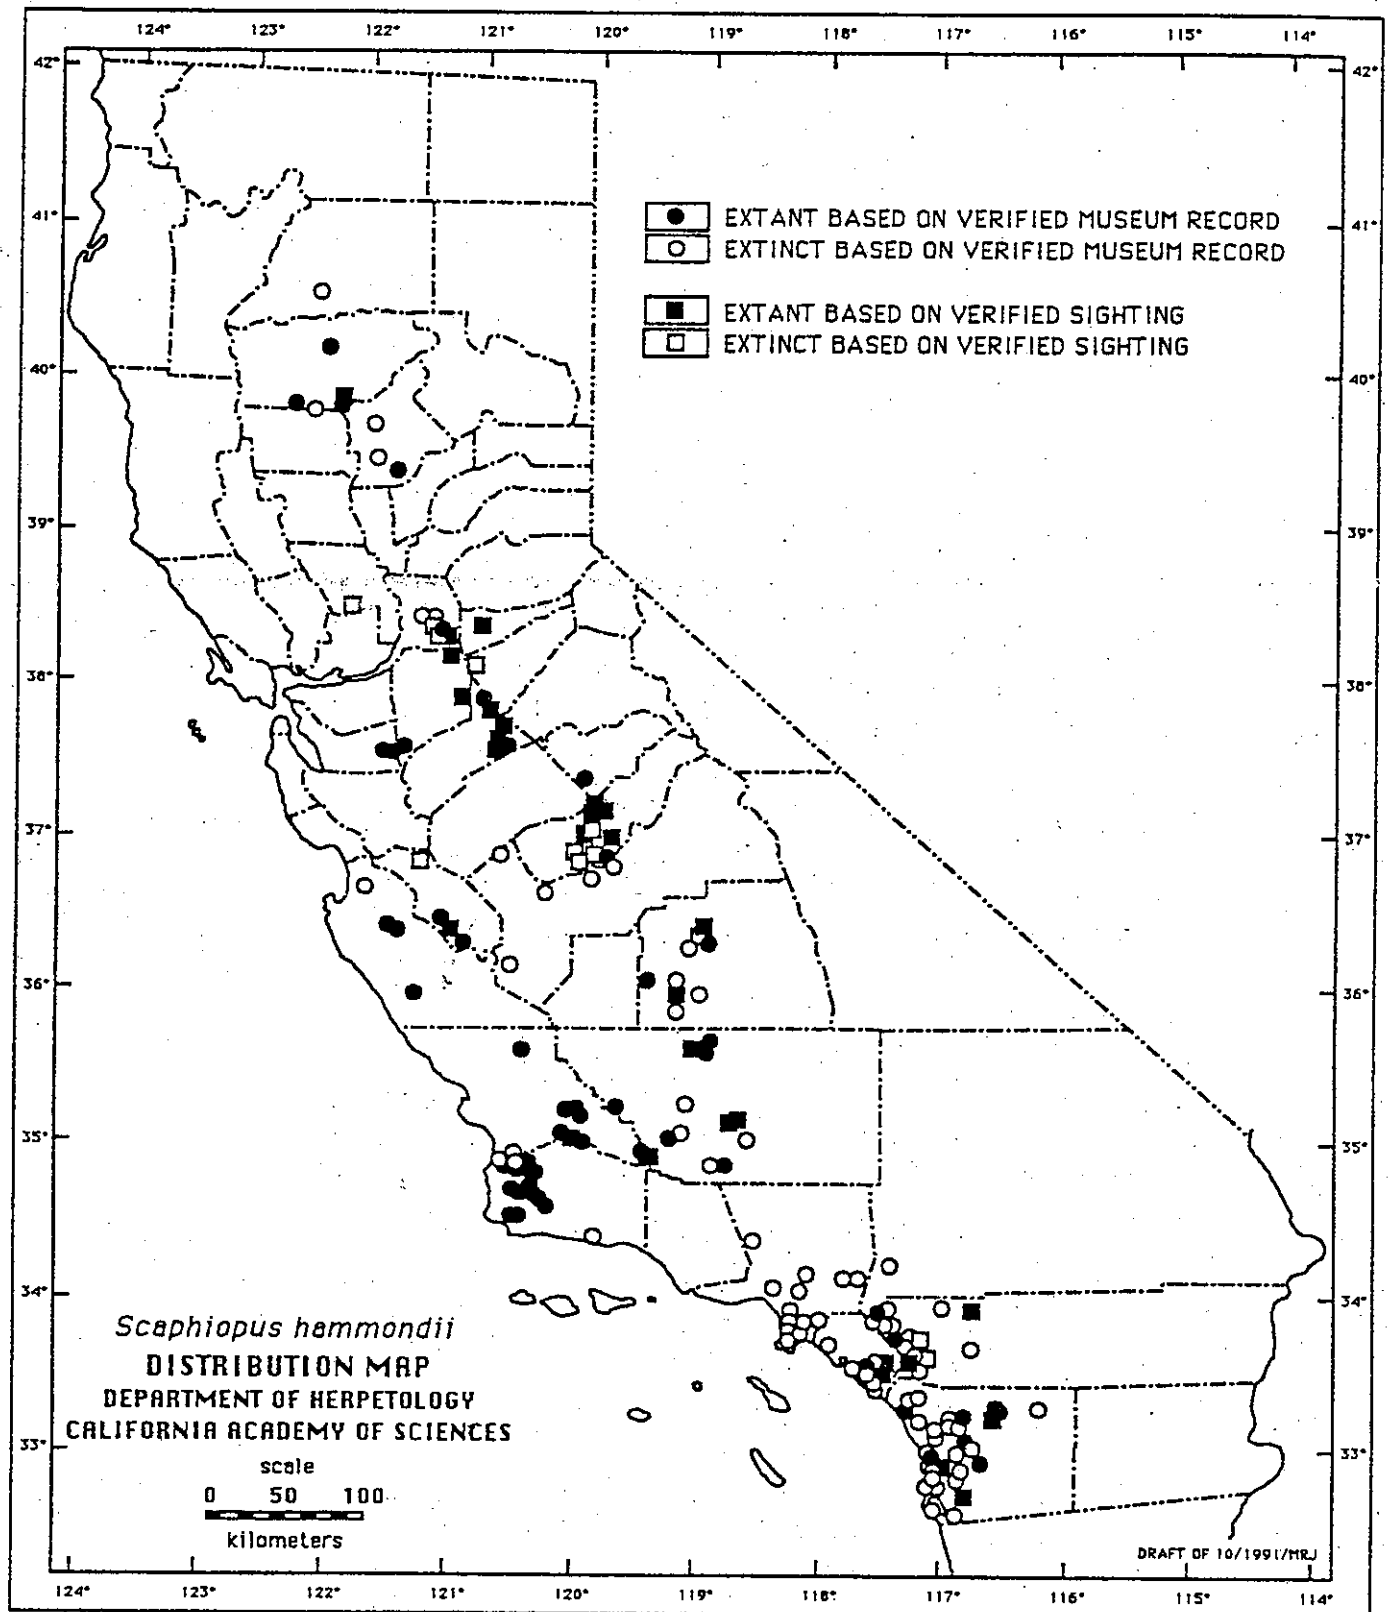 124° 123° 122° 121° 120° 119° 118° 117° 116° 115° 114°
42° 42°
EXTANT BASED ON VERIFIED MUSEUM RECORD
41° 41°
EXTINCT BASED ON VERIFIED MUSEUM RECORD
EXTANT BASED ON VERIFIED SIGHTING
EXTINCT BASED ON VERIFIED SIGHTING
40° 40°
39° 39°
38° 38°
37° 37°
36° 36°
35° 35°
34° 34°
Scaphiopus hammondii
DISTRIBUTION MAP
DEPARTMENT OF HERPETOLOGY
CALIFORNIA ACADEMY OF SCIENCES
33° 33°
scale
0 50 100
kilometers
DRAFT OF 10/1991/MRJ
124° 123° 122° 121° 120° 119° 118° 117° 116° 115° 114°